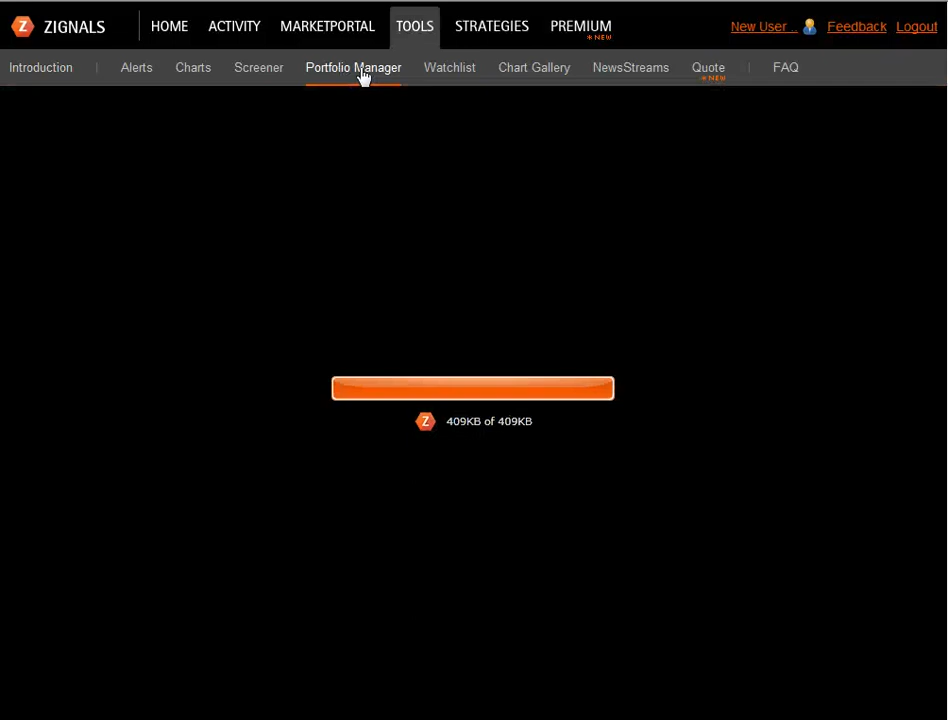 Z ZIGNALS HOME ACTIVITY MARKETPORTAL TOOLS STRATEGIES PREMIUM New User... Feedback Logout
*NEW
Introduction | Alerts Charts Screener Portfolio Manager Watchlist Chart Gallery NewsStreams Quote | FAQ
*NEW
Z 409KB of 409KB